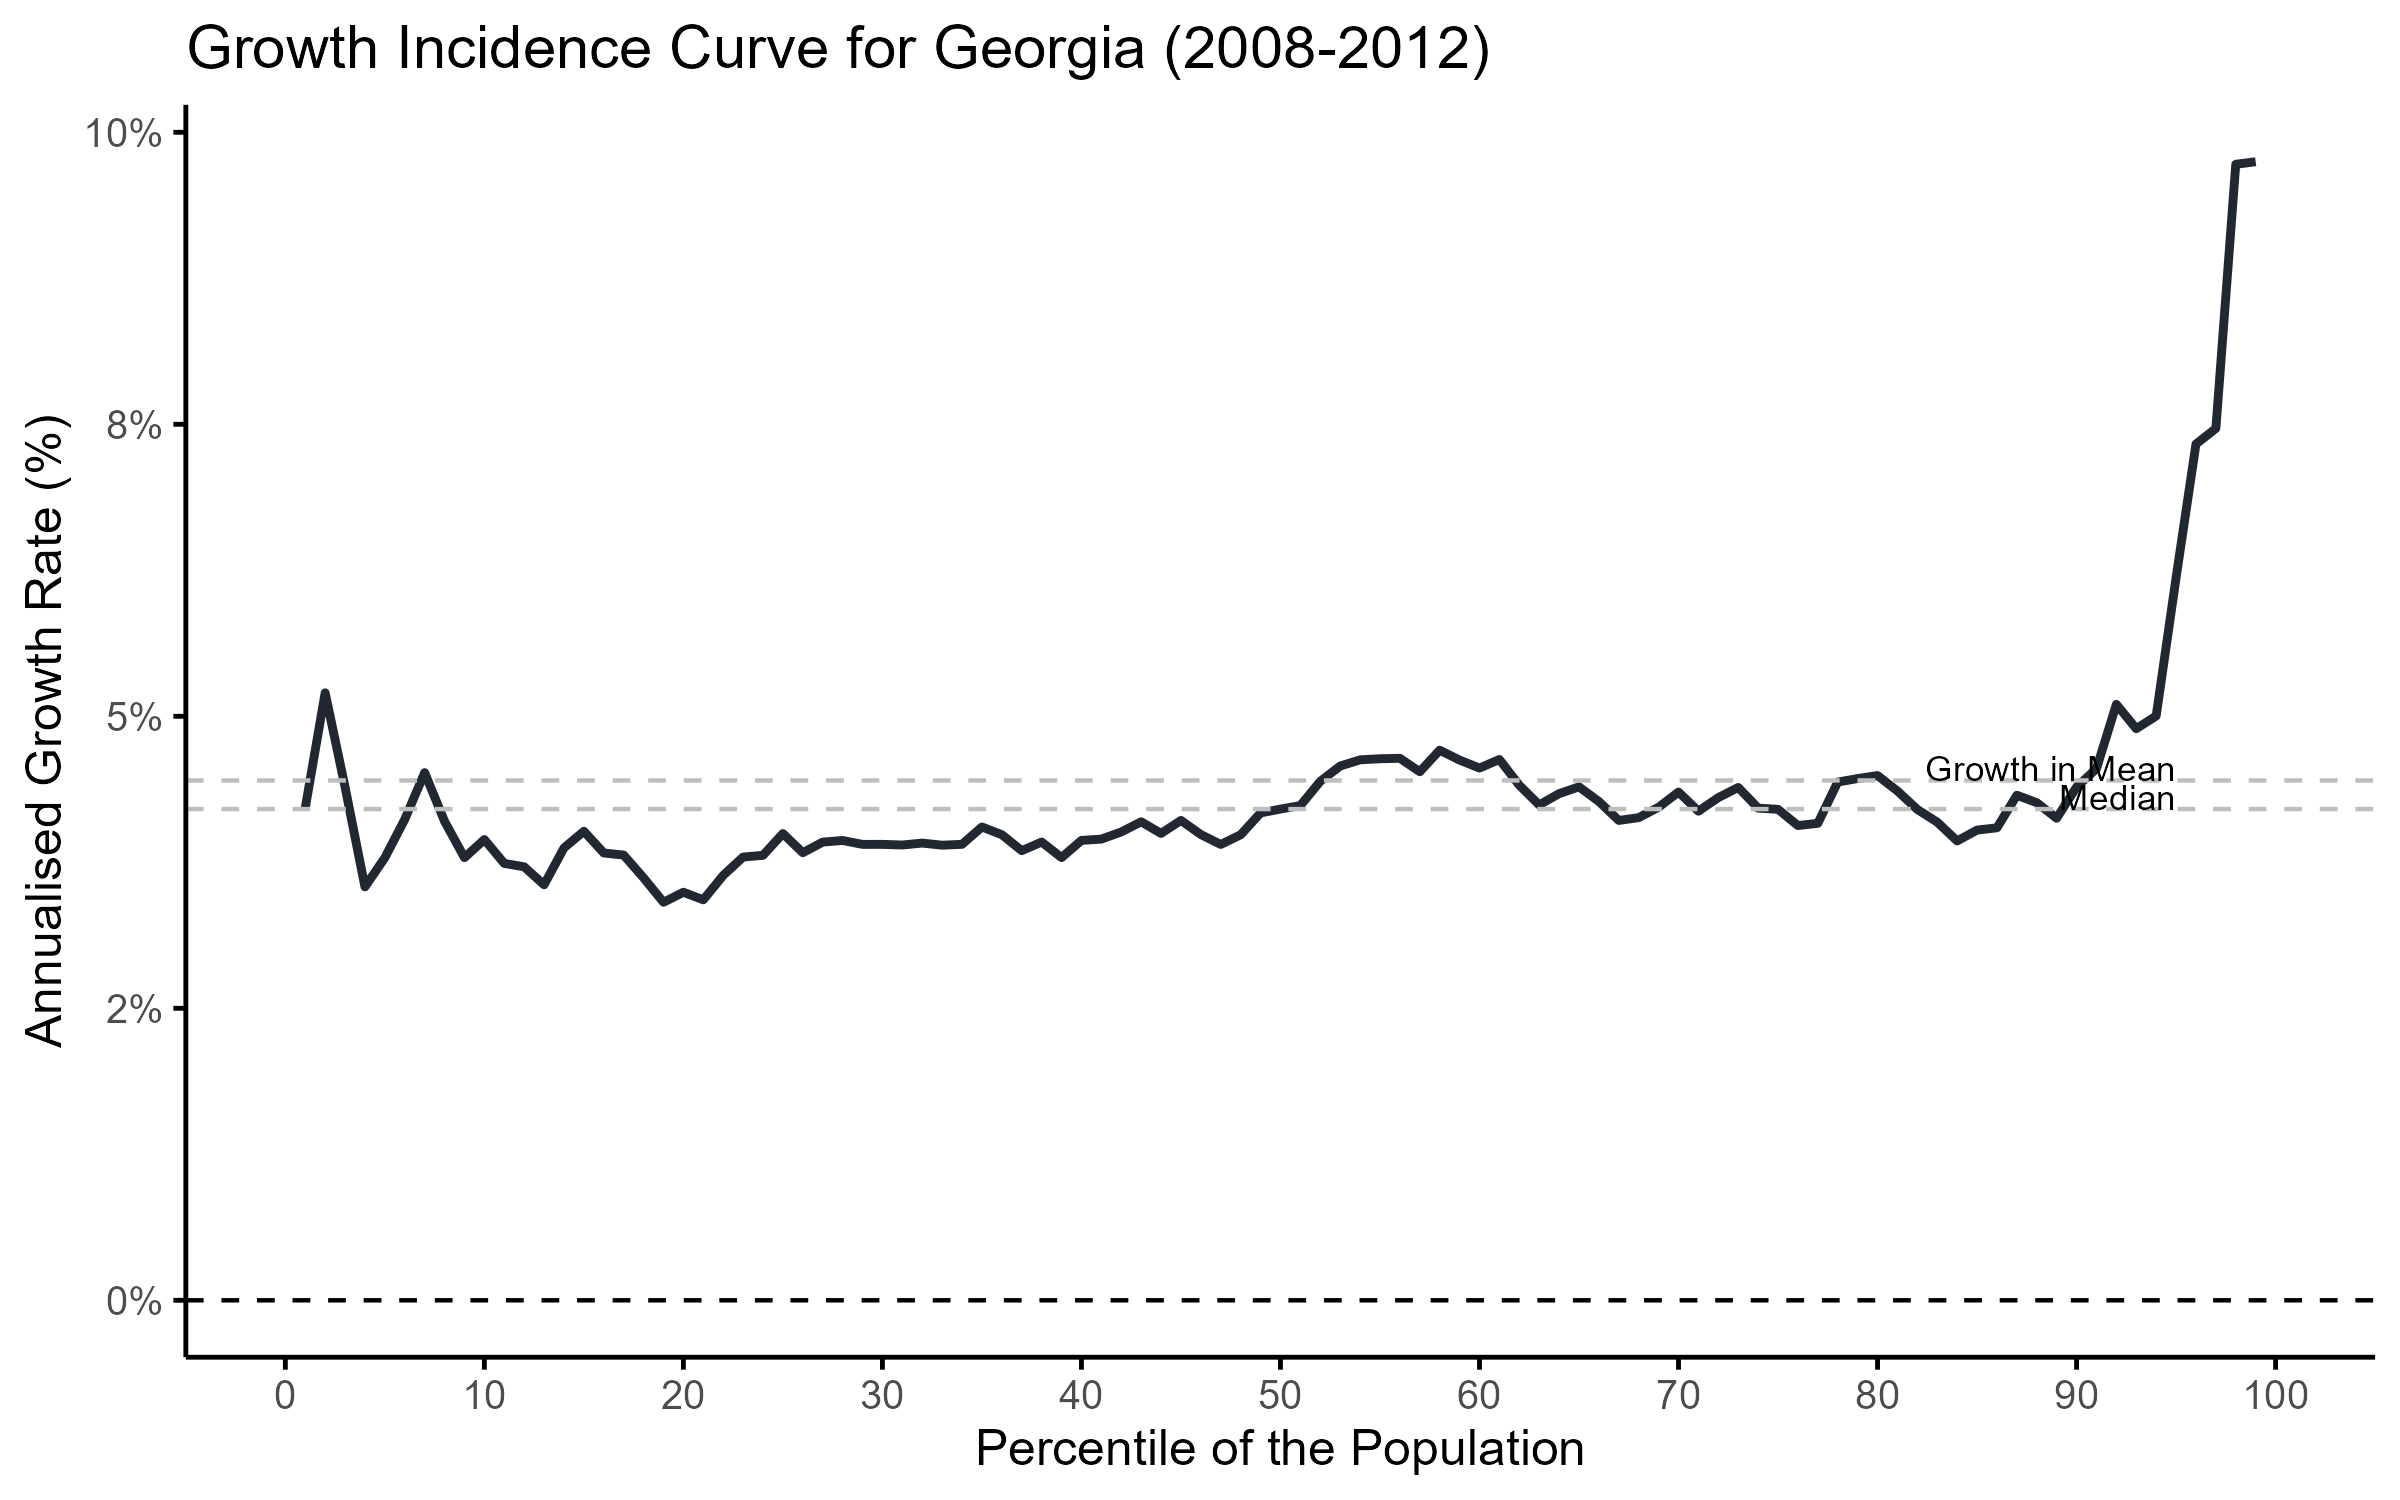 Growth Incidence Curve for Georgia (2008-2012)
Annualised Growth Rate (%)
10%
8%
5%
2%
0%
Growth in Mean
Median
0 10 20 30 40 50 60 70 80 90 100
Percentile of the Population